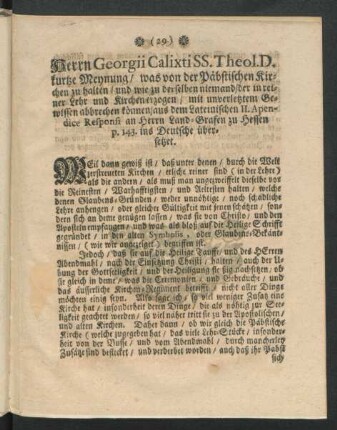 (29)
Herrn Georgii Calixti SS. Theol. D.
kurtze Meynung / was von der Päbstischen Kir-
chen zu halten / und wie zu derselben niemand / der in rei-
ner Lehr und Kirchen erzogen / mit unverletztem Ge-
wissen abtretten können / aus dem Lateinischen II. Apen-
dice Responsi an Herrn Land-Grafen zu Hessen
p. 143. ins Deutsche über-
setzet.
WEil dann gewiß ist / daß unter denen / durch die Welt
zerstreueten Kirchen / etliche reiner sind (in der Lehre)
als die andern / als muß man ungezweiffelt dieselbe vor
die Reinesten / Warhafftigsten / und Aeltesten halten / welche
denen Glaubens-Gründen / weder unnöthige / noch schädliche
Lehre anhengen / oder gleicher Gültigkeit mit jenen schätzen / son-
dern sich an deme genügen lassen / was sie von Christo / und den
Aposteln empfangen / und was als bloß auf die Heilige Schrifft
gegründet / in den alten Symbolis, oder Glaubens-Bekänt-
nißen / (wie wir angezeiget) begriffen ist.
Jedoch / daß sie auf die Heilige Tauffe / und des HErren
Abendmahl / nach der Einsetzung Christi / halten / auch der U-
bung der Gottseligkeit / und der Heiligung sie sich nachsetzen, ob
sie gleich in deme / was die Ceremonien / und Gebräuche / und
das äusserliche Kirchen-Regiment betrifft / nicht aller Dinge
möchten einig seyn. Als sage ich / so viel weniger Zusatz eine
Kirche hat / insonderheit deren Dinge / die als nöthig zur See-
ligkeit geachtet werden / so viel näher tritt sie zu der Apostolischen /
und alten Kirchen. Daher dann / ob wir gleich die Päbstische
Kirche (welche zugegeben hat / das viele Lehr-Stücke / insonder-
heit von der Busse / und vom Abendmahl / durch mancherley
Zusätze sind beflecket / und verderbet worden / auch daß ihr Pabst
sich